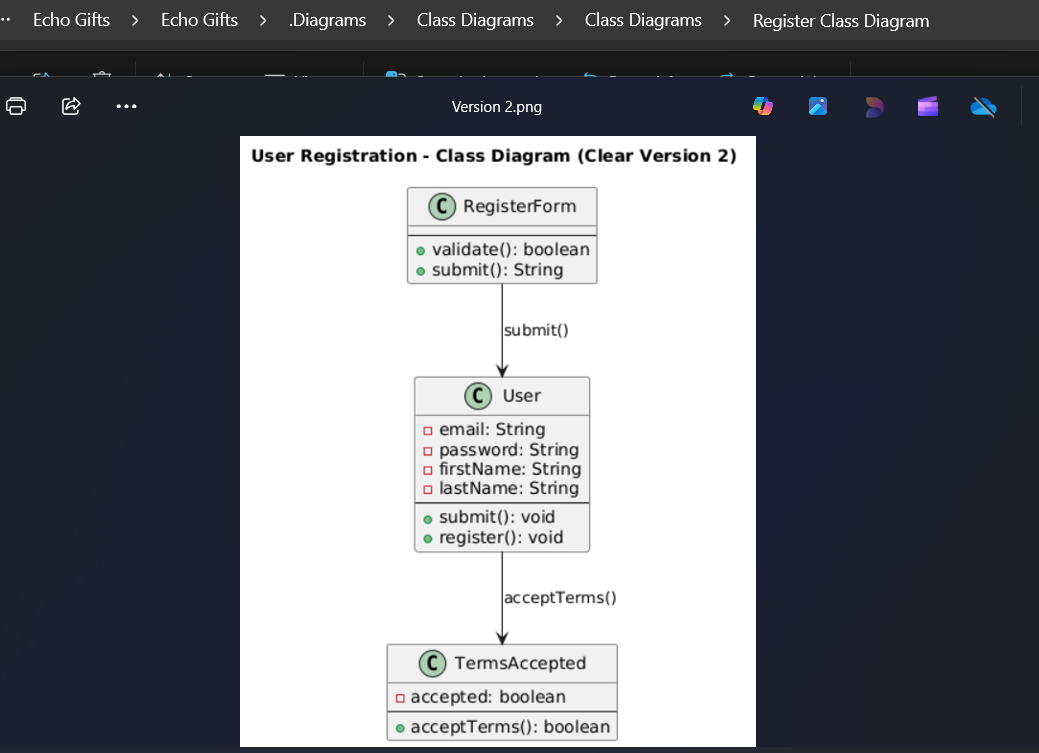 Echo Gifts > Echo Gifts > .Diagrams > Class Diagrams > Class Diagrams > Register Class Diagram
Version 2.png
User Registration - Class Diagram (Clear Version 2)
C RegisterForm
validate(): boolean
submit(): String
submit()
C User
email: String
password: String
firstName: String
lastName: String
submit(): void
register(): void
acceptTerms()
C TermsAccepted
accepted: boolean
acceptTerms(): boolean